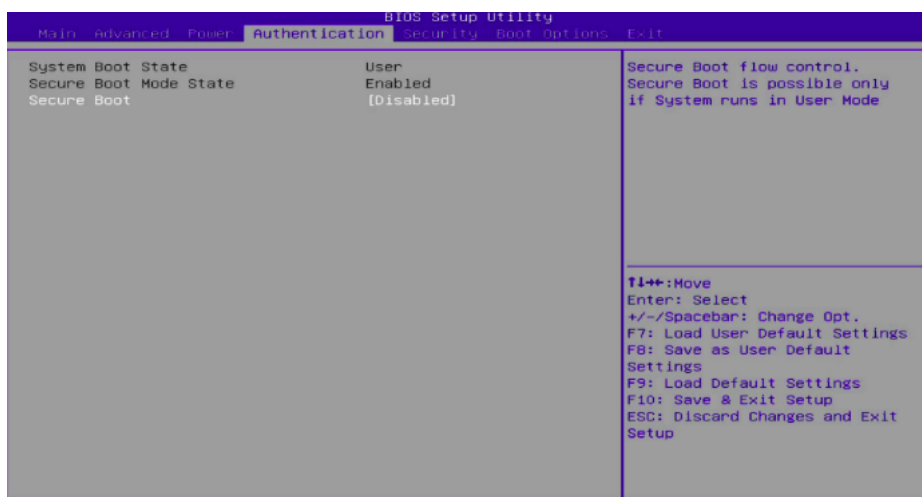 BIOS Setup Utility
Main Advanced Power Authentication Security Boot Options Exit
System Boot State User
Secure Boot Mode State Enabled
Secure Boot [Disabled]
Secure Boot flow control.
Secure Boot is possible only
if System runs in User Mode
↑↓→←:Move
Enter: Select
+/-/Spacebar: Change Opt.
F7: Load User Default Settings
F8: Save as User Default
Settings
F9: Load Default Settings
F10: Save & Exit Setup
ESC: Discard Changes and Exit
Setup